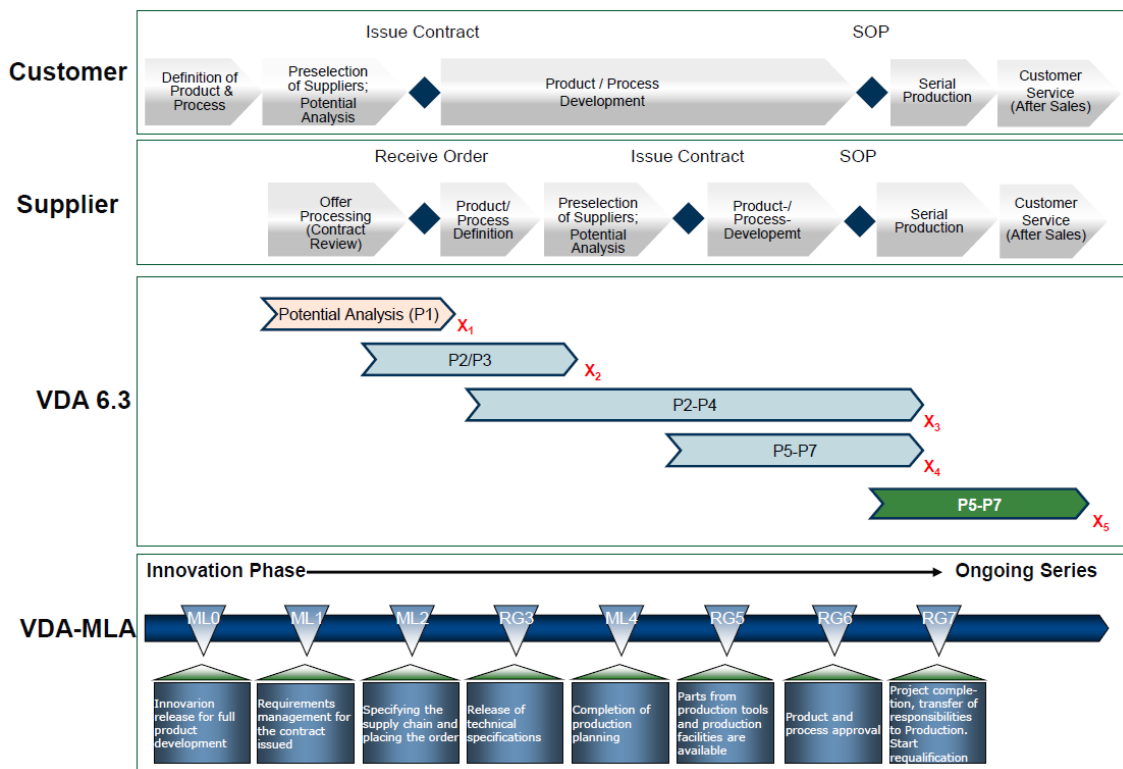 Issue Contract
SOP
Customer
Definition of
Product &
Process
Preselection
of Suppliers;
Potential
Analysis
Product / Process
Development
Serial
Production
Customer
Service
(After Sales)
Receive Order
Issue Contract
SOP
Supplier
Offer
Processing
(Contract
Review)
Product/
Process
Definition
Preselection
of Suppliers;
Potential
Analysis
Product-/
Process-
Developemt
Serial
Production
Customer
Service
(After Sales)
VDA 6.3
Potential Analysis (P1)
X1
P2/P3
X2
P2-P4
X3
P5-P7
X4
P5-P7
X5
Innovation Phase
Ongoing Series
VDA-MLA
ML0
ML1
ML2
RG3
ML4
RG5
RG6
RG7
Innovarion
release for full
product
development
Requirements
management for
the contract
issued
Specifying the
supply chain and
placing the order
Release of
technical
specifications
Completion of
production
planning
Parts from
production tools
and production
facilities are
available
Product and
process approval
Project comple-
tion, transfer of
responsibilities
to Production.
Start
requalification